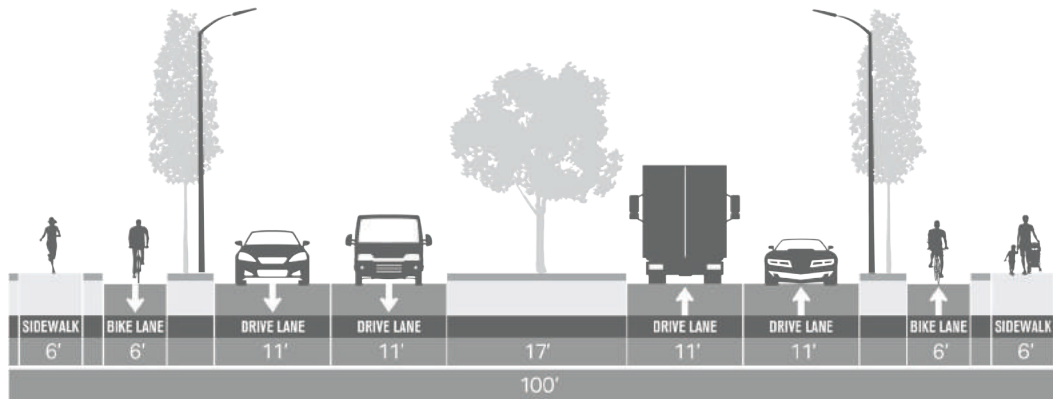 SIDEWALK BIKE LANE DRIVE LANE DRIVE LANE DRIVE LANE DRIVE LANE BIKE LANE SIDEWALK
6' 6' 11' 11' 17' 11' 11' 6' 6'
100'